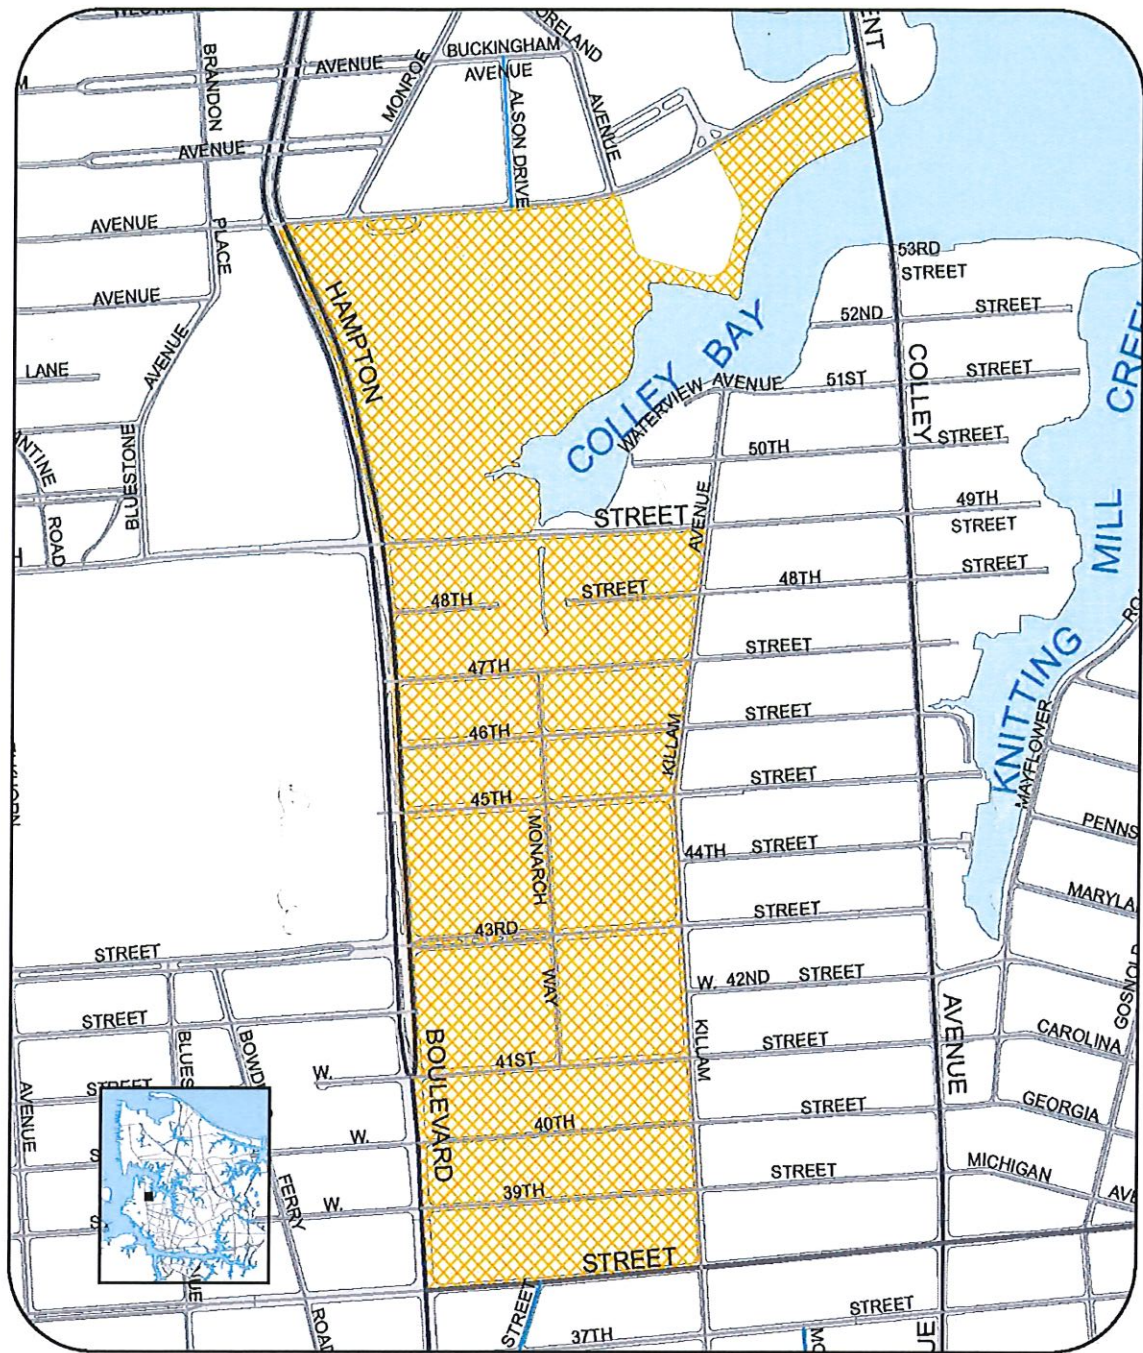 BUCKINGHAM
AVENUE
AVENUE
BRANDON
MONROE
AVENUE
ALSON DRIVE
AVENUE
AVENUE
PLACE
53RD
STREET
HAMPTON
52ND
STREET
AVENUE
AVENUE
LANE
COLLEY BAY
WATERVIEW
AVENUE
51ST
STREET
COLLEY
50TH
STREET
BLUESTONE
ROAD
AVENUE
STREET
49TH
STREET
48TH
STREET
48TH
STREET
KNITTING
MILL
47TH
STREET
46TH
KILLAM
STREET
MAYFLOWER
45TH
STREET
MONARCH
44TH
STREET
43RD
STREET
STREET
WAY
W. 42ND
STREET
GOSNOLD
STREET
BOULEVARD
KILLAM
AVENUE
STREET
CAROLINA
W.
41ST
STREET
AVENUE
40TH
STREET
GEORGIA
W.
39TH
STREET
MICHIGAN
W.
FERRY
STREET
ROAD
STREET
37TH
STREET